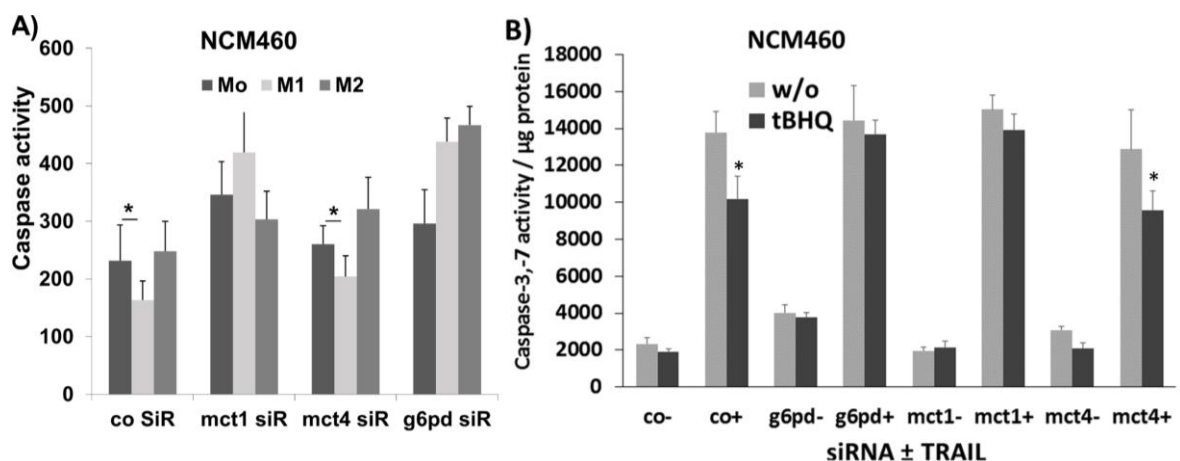 A)
NCM460
Mo M1 M2
Caspase activity
600
500
400
300
200
100
0
*
*
co SiR mct1 siR mct4 siR g6pd siR
B)
NCM460
w/o
tBHQ
Caspase-3,-7 activity / µg protein
18000
16000
14000
12000
10000
8000
6000
4000
2000
0
*
*
co- co+ g6pd- g6pd+ mct1- mct1+ mct4- mct4+
siRNA ± TRAIL